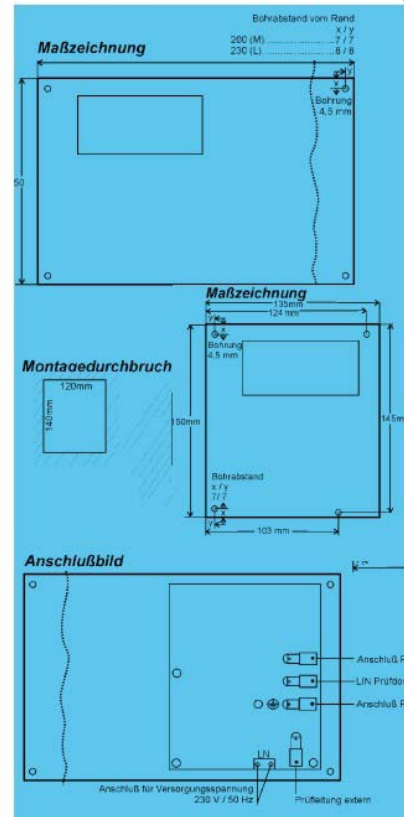 Bohrabstand vom Rand
Maßzeichnung
x / y
200 (M) ..................... 7 / 7
230 (L) ..................... 8 / 8
Y
x
Bohrung
4,5 mm
50
Maßzeichnung
135mm
124 mm
Y
x
Bohrung
4,5 mm
Montagedurchbruch
120mm
140mm
150mm
145m
Bohrabstand
x / y
7/ 7
x
Y
103 mm
Anschlußbild
Anschluß P
LIN Prüfdo
Anschluß P
LN
Anschluß für Versorgungsspannung
230 V / 50 Hz
Prüfleitung extern